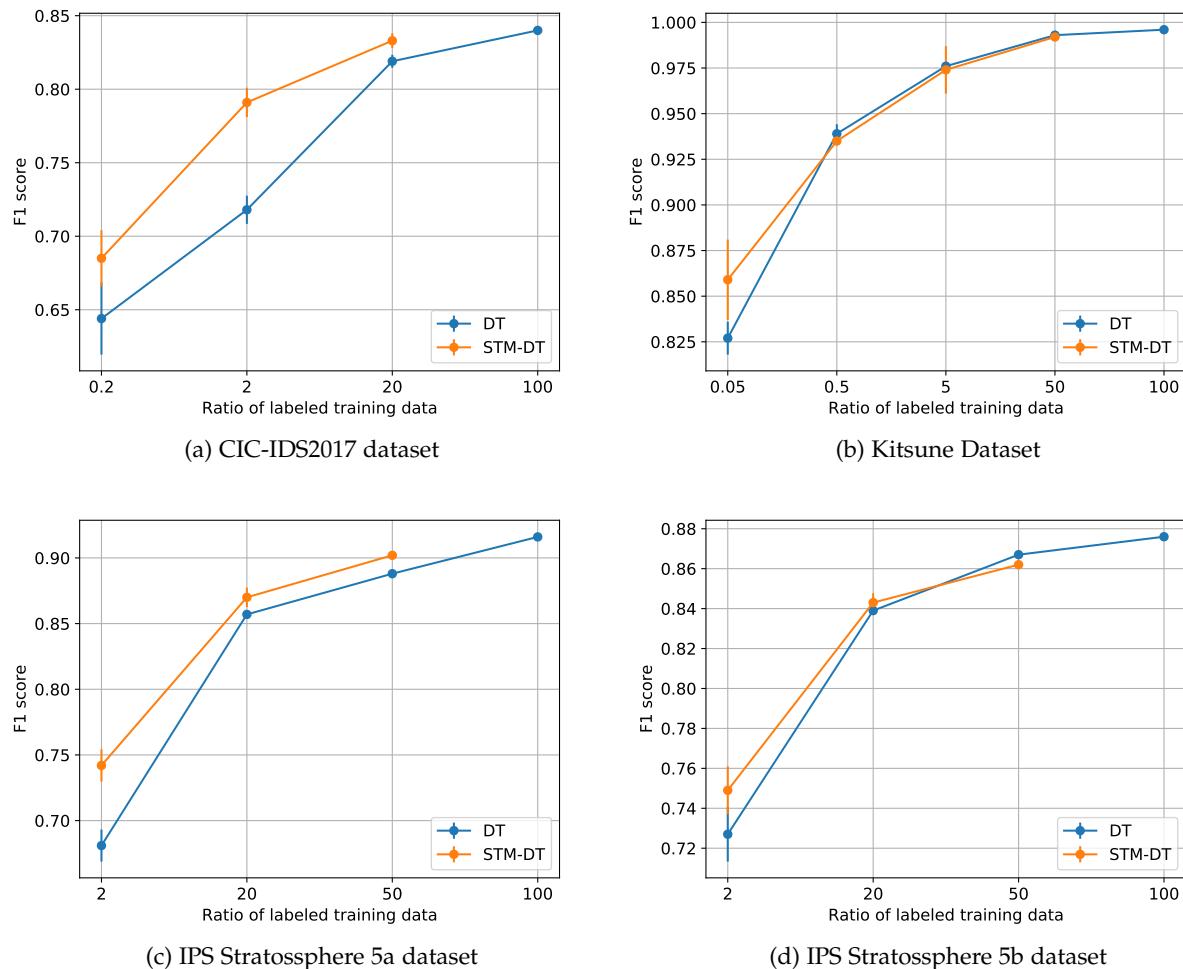 0.85
0.80
0.75
0.70
0.65
F1 score
0.2 2 20 100
Ratio of labeled training data
DT
STM-DT
(a) CIC-IDS2017 dataset
1.000
0.975
0.950
0.925
0.900
0.875
0.850
0.825
F1 score
0.05 0.5 5 50 100
Ratio of labeled training data
DT
STM-DT
(b) Kitsune Dataset
0.90
0.85
0.80
0.75
0.70
F1 score
2 20 50 100
Ratio of labeled training data
DT
STM-DT
(c) IPS Stratossphere 5a dataset
0.88
0.86
0.84
0.82
0.80
0.78
0.76
0.74
0.72
F1 score
2 20 50 100
Ratio of labeled training data
DT
STM-DT
(d) IPS Stratossphere 5b dataset